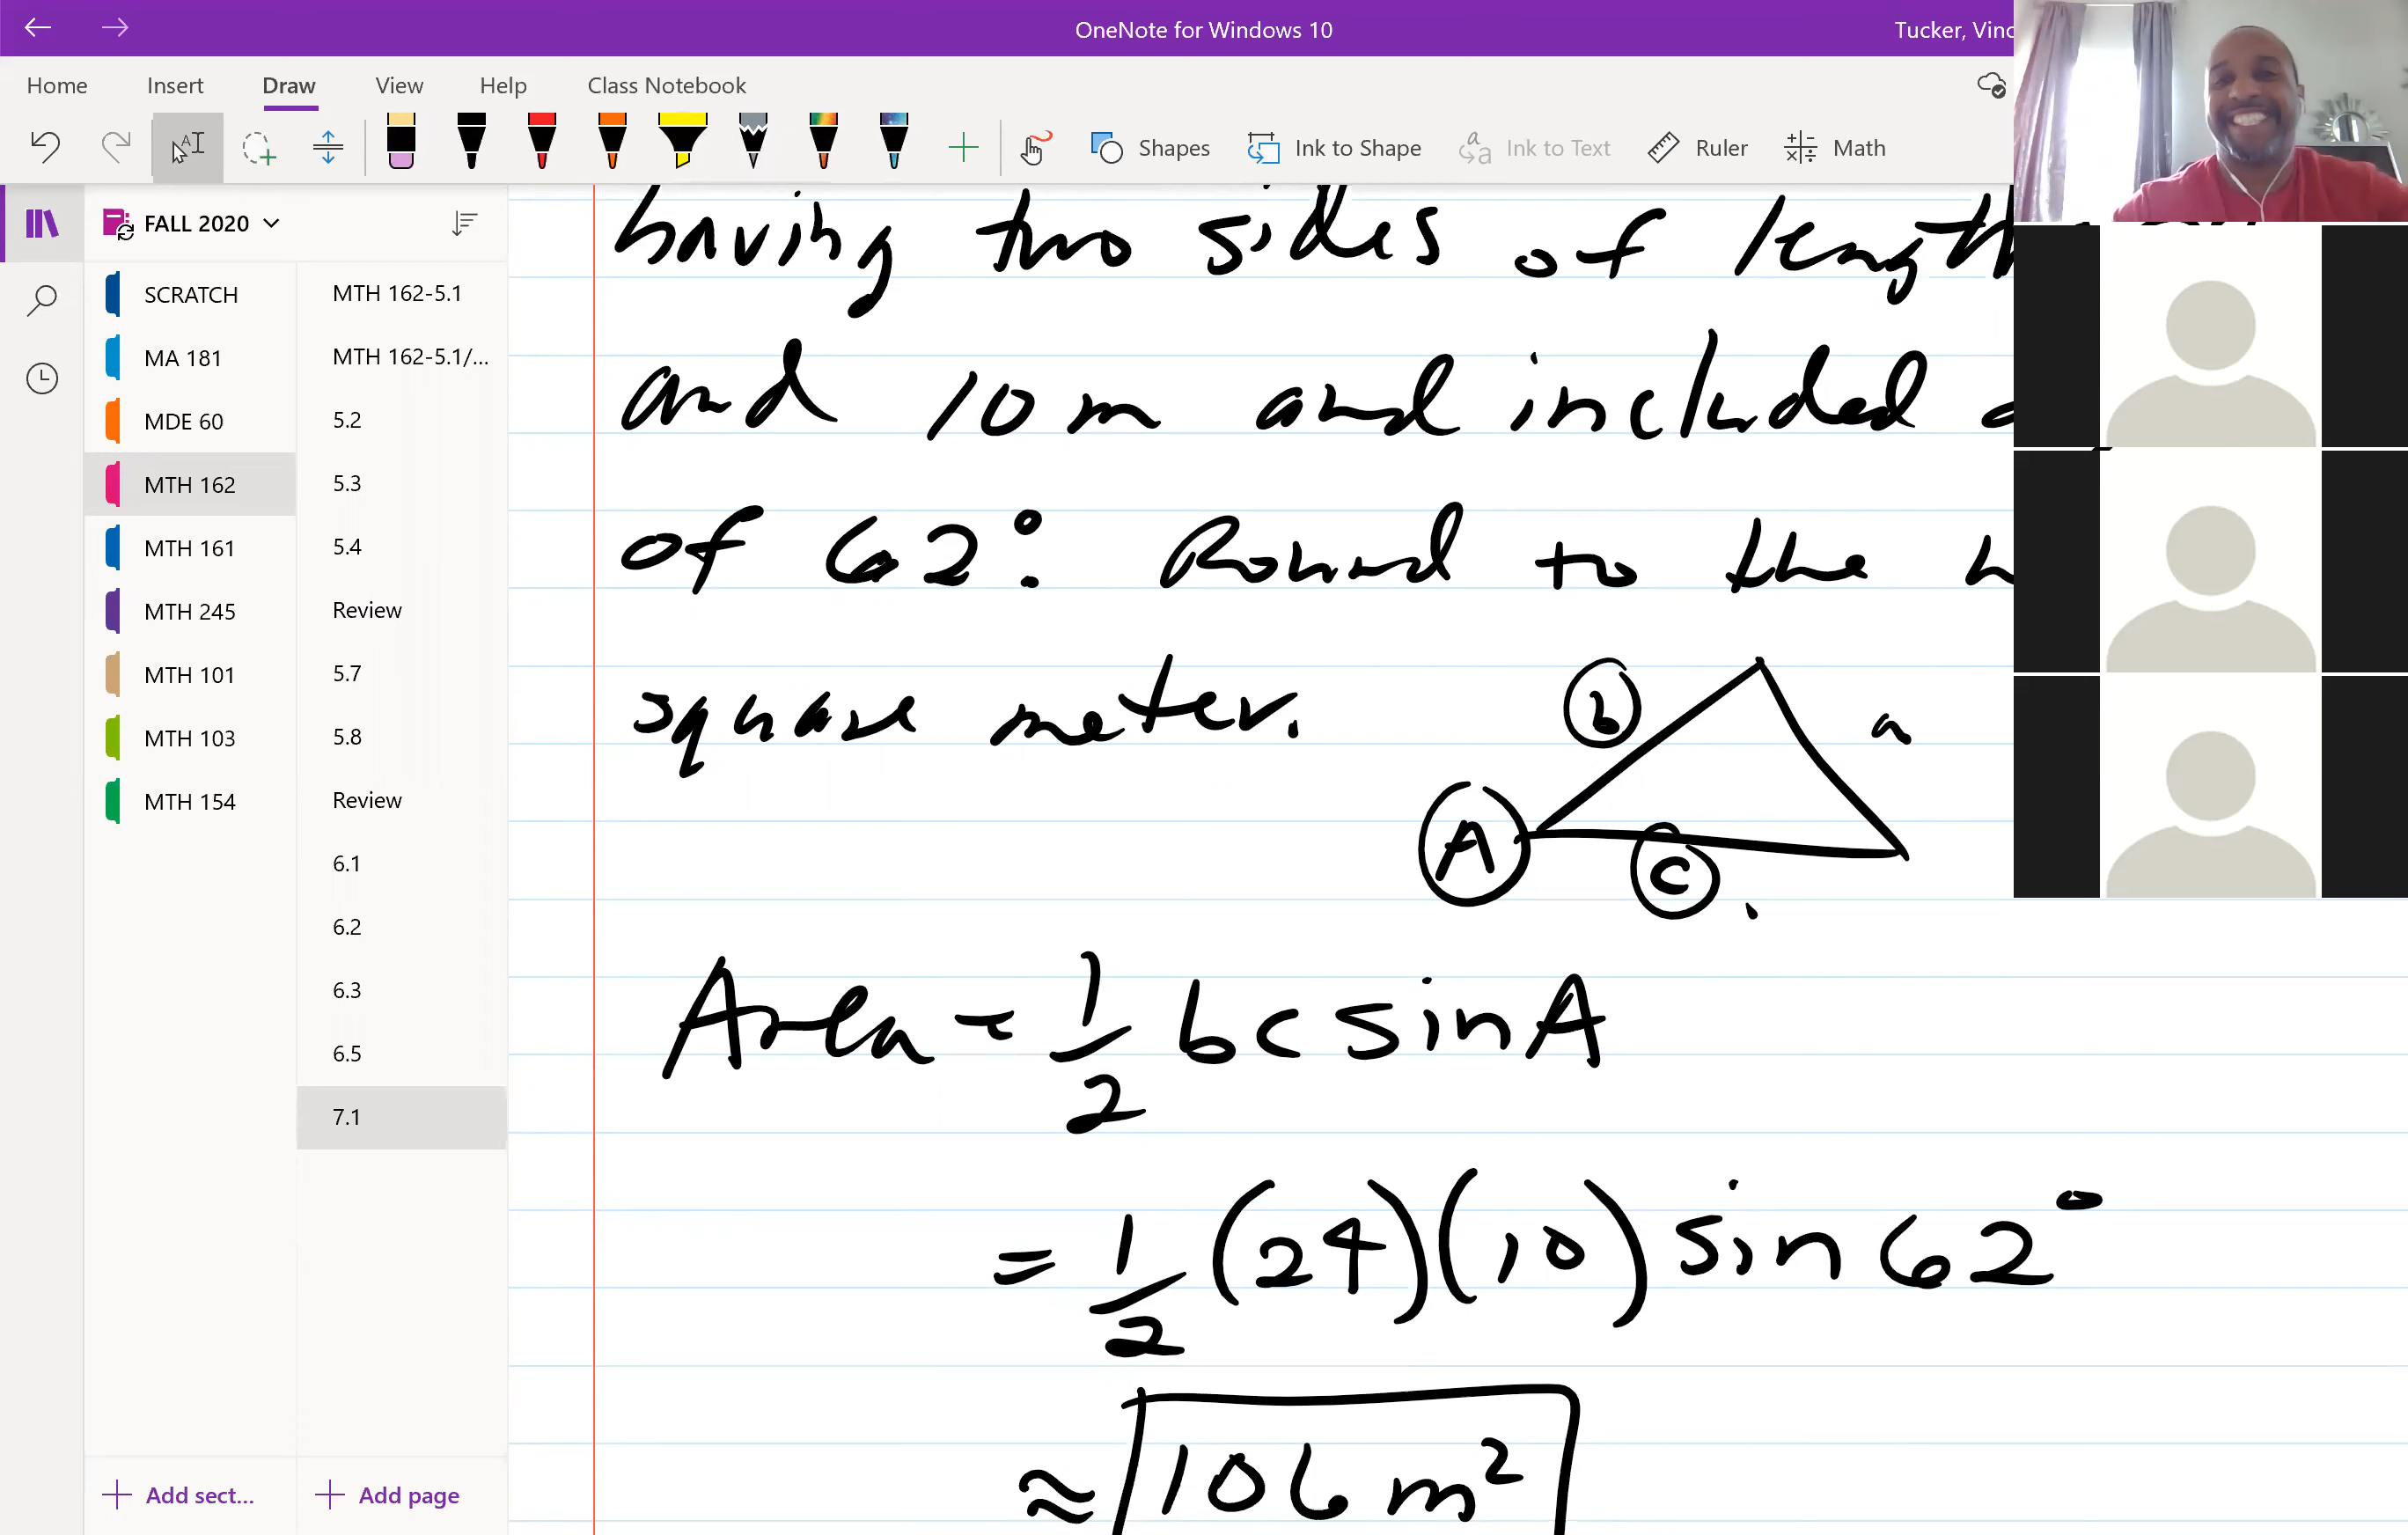 OneNote for Windows 10
Tucker, Vinc
Home Insert Draw View Help Class Notebook
Shapes Ink to Shape Ink to Text Ruler Math
FALL 2020
SCRATCH
MA 181
MDE 60
MTH 162
MTH 161
MTH 245
MTH 101
MTH 103
MTH 154
Add sect...
MTH 162-5.1
MTH 162-5.1/...
5.2
5.3
5.4
Review
5.7
5.8
Review
6.1
6.2
6.3
6.5
7.1
Add page
having two sides of length
and 10 m and included
of 62°. Round to the
square meter.
b a
A c
Area = 1/2 bc sin A
= 1/2 (24)(10) sin 62°
≈ 106 m²